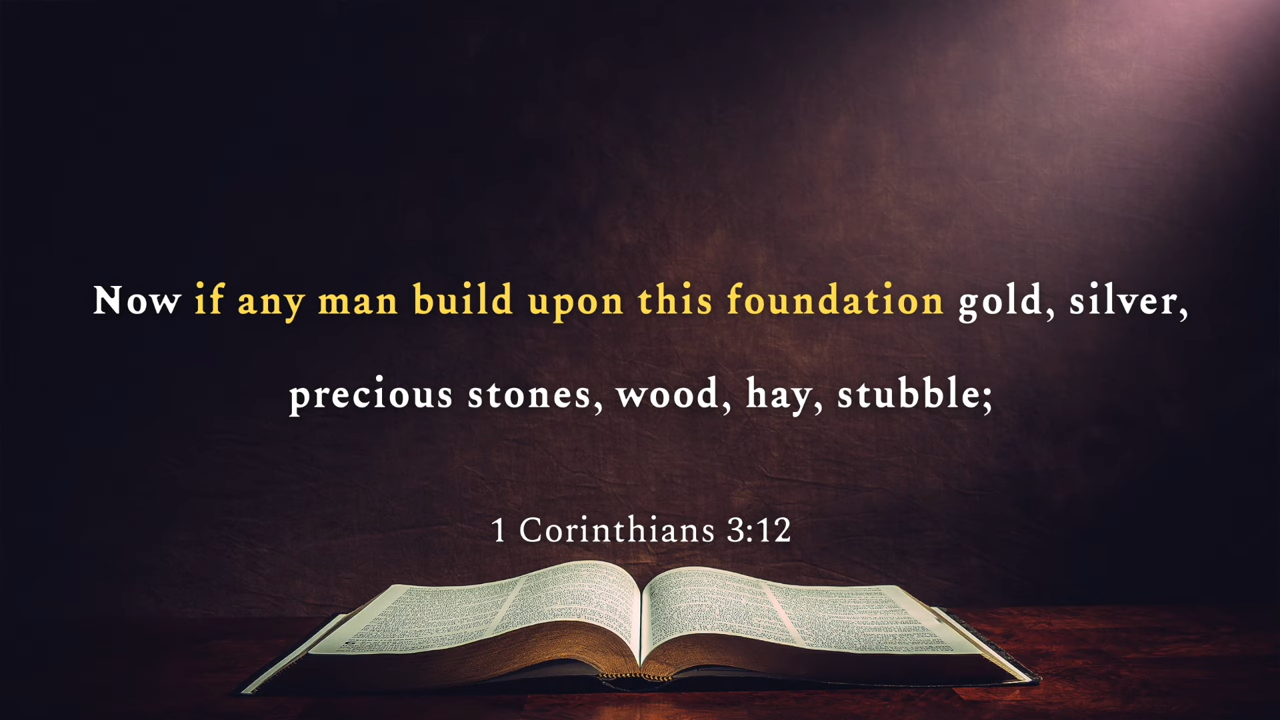 Now if any man build upon this foundation gold, silver,
precious stones, wood, hay, stubble;
1 Corinthians 3:12